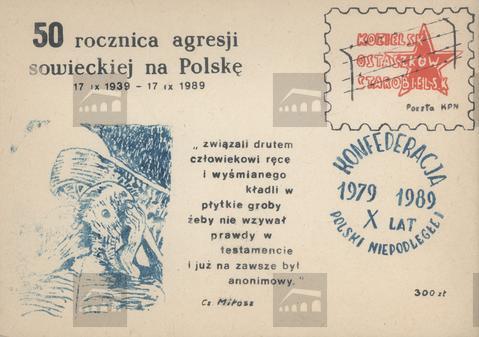 50 rocznica agresji
sowieckiej na Polskę
17 IX 1939 - 17 IX 1989
KOZIELSK
OSTASZKÓW
STAROBIELSK
Poczta KPN
„związali drutem
człowiekowi ręce
i wyśmianego
kładli w
płytkie groby
żeby nie wzywał
prawdy w
testamencie
i już na zawsze był
anonimowy."
Cz. Miłosz
KONFEDERACJA
1979 1989
X LAT
POLSKI NIEPODLEGŁEJ
300 zł